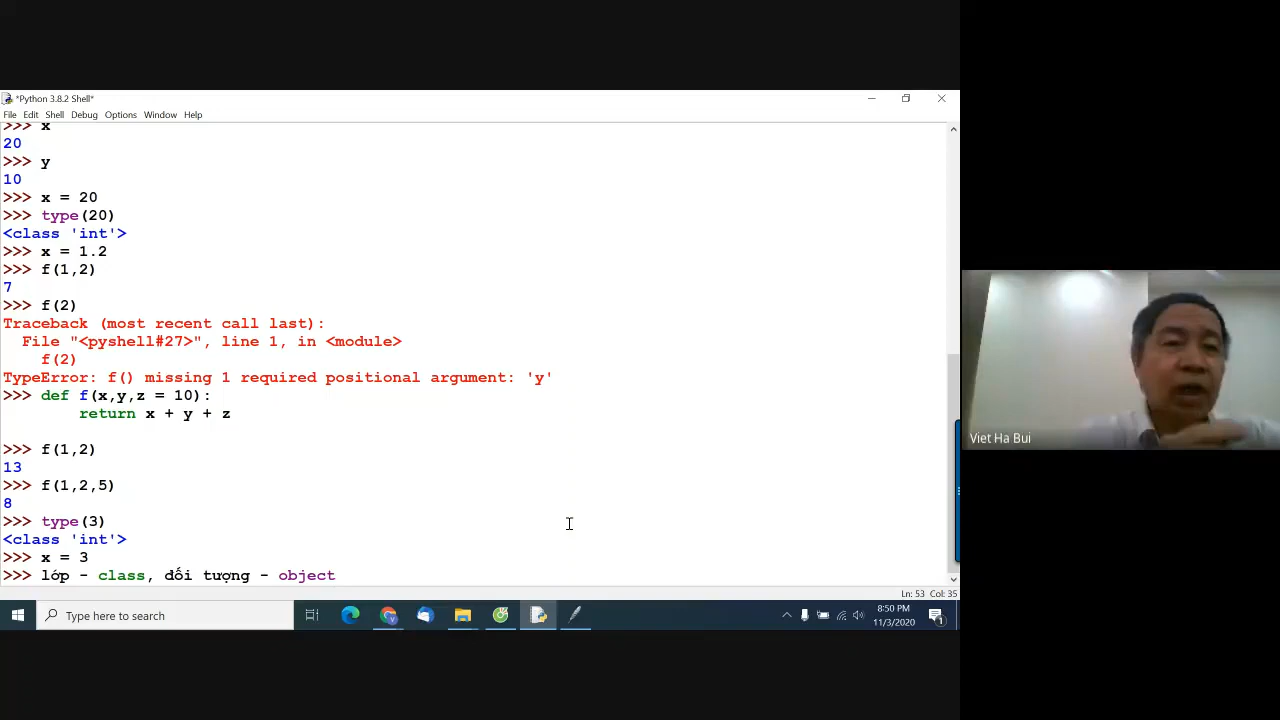 *Python 3.8.2 Shell*
File Edit Shell Debug Options Window Help
>>> x
20
>>> y
10
>>> x = 20
>>> type(20)
<class 'int'>
>>> x = 1.2
>>> f(1,2)
7
>>> f(2)
Traceback (most recent call last):
  File "<pyshell#27>", line 1, in <module>
    f(2)
TypeError: f() missing 1 required positional argument: 'y'
>>> def f(x,y,z = 10):
        return x + y + z
>>> f(1,2)
13
>>> f(1,2,5)
8
>>> type(3)
<class 'int'>
>>> x = 3
>>> lớp - class, đối tượng - object
Ln: 53 Col: 35
Type here to search
8:50 PM
11/3/2020
1
Viet Ha Bui